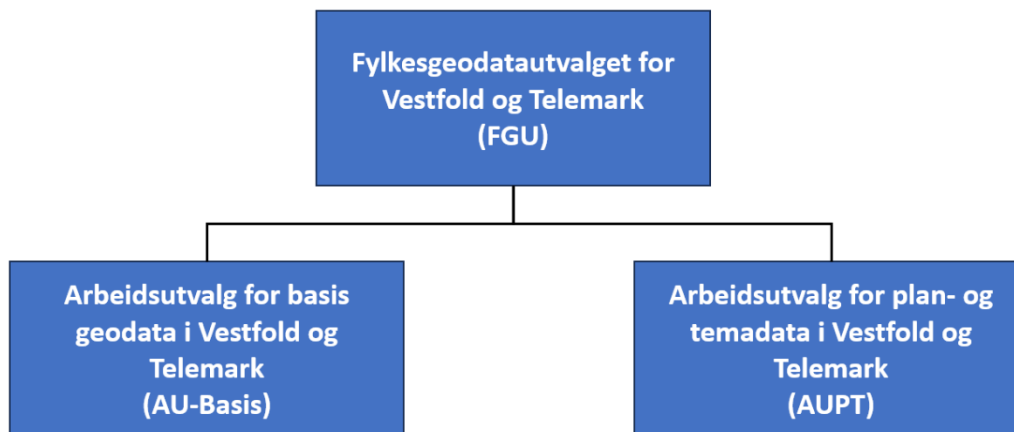 Fylkesgeodatautvalget for
Vestfold og Telemark
(FGU)
Arbeidsutvalg for basis
geodata i Vestfold og
Telemark
(AU-Basis)
Arbeidsutvalg for plan- og
temadata i Vestfold og
Telemark
(AUPT)